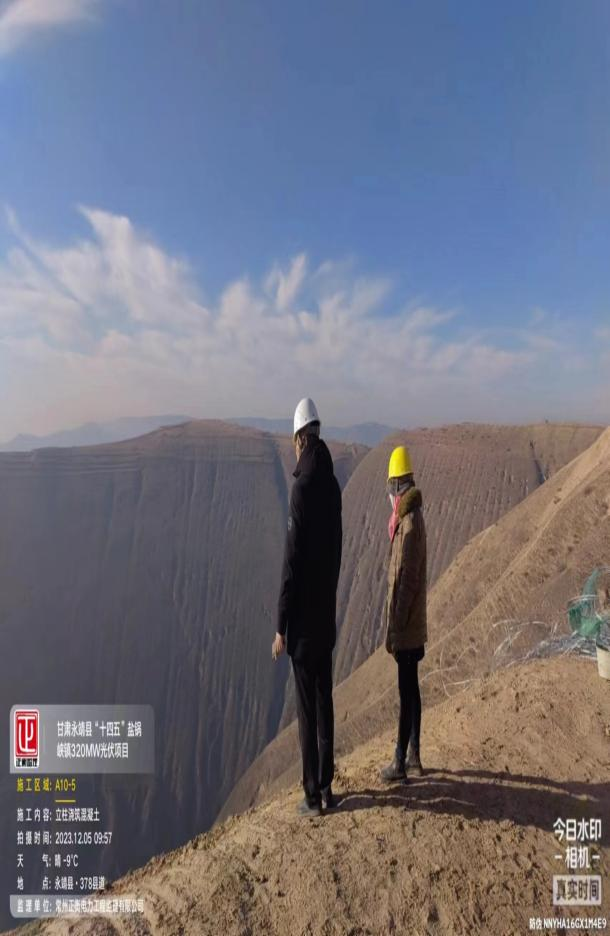 甘肃永靖县“十四五”盐锅
峡镇320MW光伏项目
施工区域: A10-5
施工内容: 立柱浇筑混凝土
拍摄时间: 2023.12.05 09:57
天 气: 晴 -9℃
地 点: 永靖县·378县道
监理单位: 常州正衡电力工程监理有限公司
今日水印
-相机-
真实时间
防伪 NNYHA16GX1M4E9